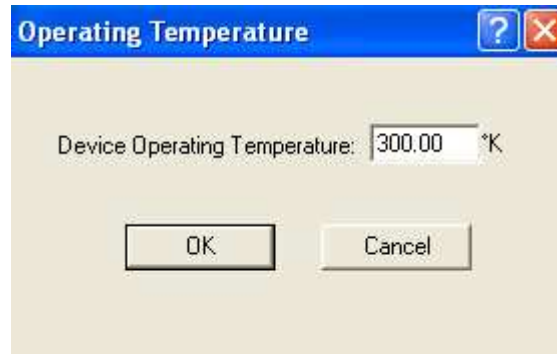 Operating Temperature
Device Operating Temperature: 300.00 °K
OK Cancel